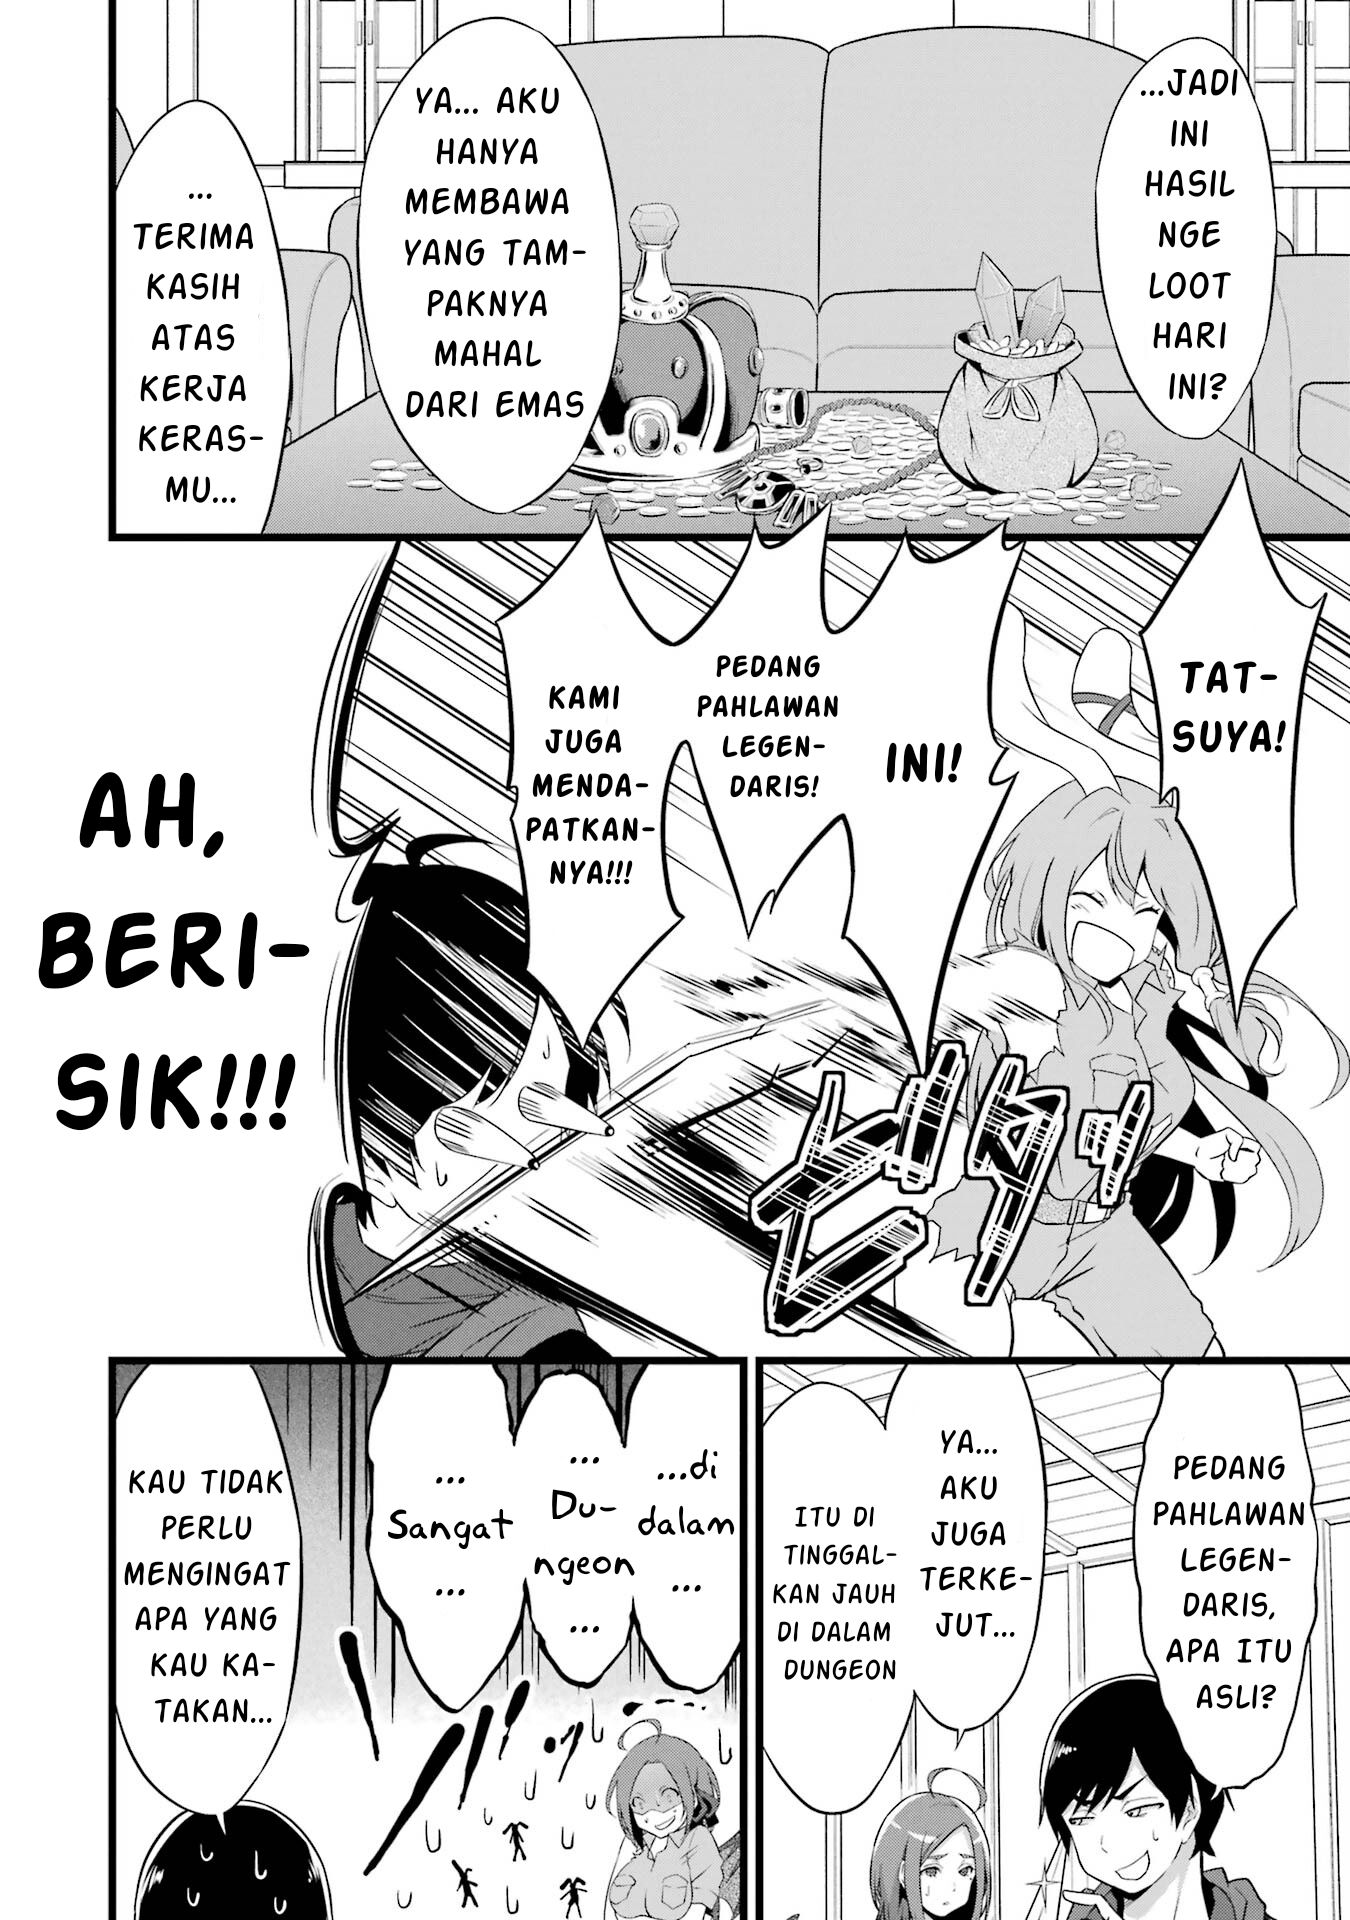 ...JADI
INI
HASIL
NGE
LOOT
HARI
INI?
YA... AKU
HANYA
MEMBAWA
YANG TAM-
PAKNYA
MAHAL
DARI EMAS
...
TERIMA
KASIH
ATAS
KERJA
KERAS-
MU...
TAT-
SUYA!
INI!
PEDANG
PAHLAWAN
LEGEN-
DARIS!
KAMI
JUGA
MENDA-
PATKAN-
NYA!!!
AH,
BERI-
SIK!!!
PEDANG
PAHLAWAN
LEGEN-
DARIS,
APA ITU
ASLI?
YA...
AKU
JUGA
TERKE-
JUT...
ITU DI
TINGGAL-
KAN JAUH
DI DALAM
DUNGEON
...di
dalam
...
...
Du-
ngeon
...
...
Sangat
...
KAU TIDAK
PERLU
MENGINGAT
APA YANG
KAU KA-
TAKAN...